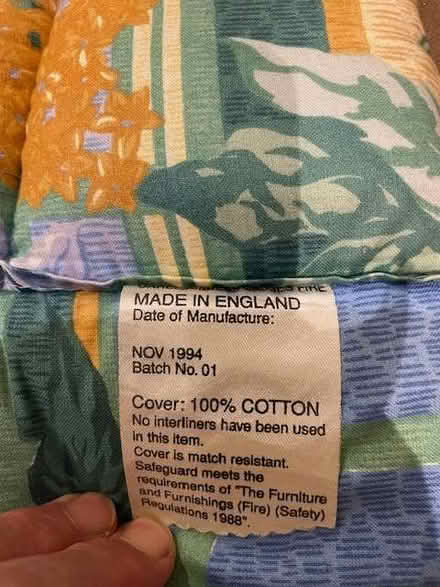 FIRE
MADE IN ENGLAND
Date of Manufacture:
NOV 1994
Batch No. 01
Cover: 100% COTTON
No interliners have been used
in this item.
Cover is match resistant.
Safeguard meets the
requirements of "The Furniture
and Furnishings (Fire) (Safety)
Regulations 1988".